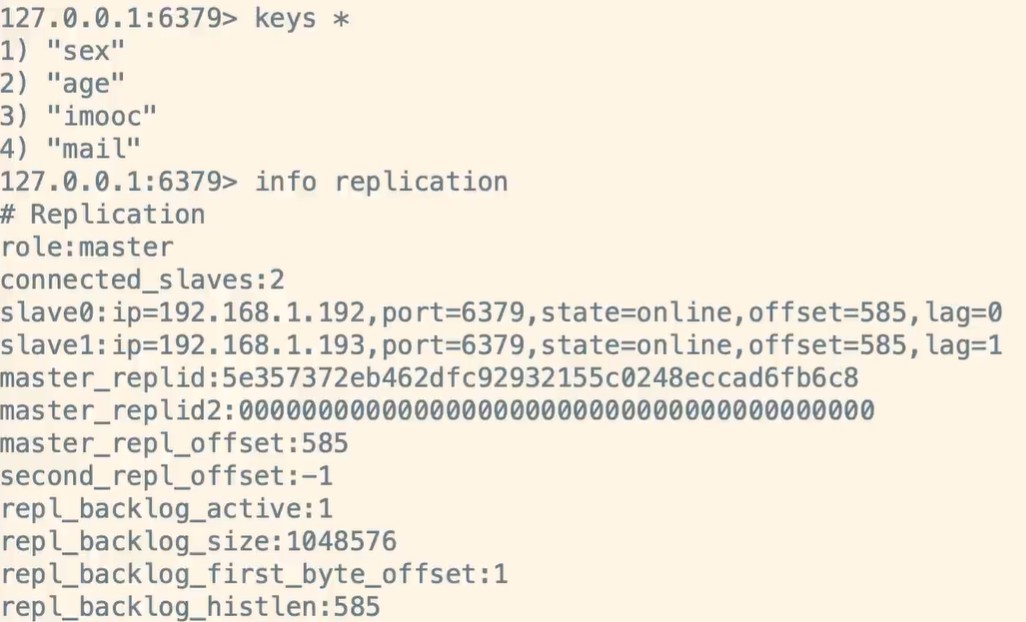 127.0.0.1:6379> keys *
1) "sex"
2) "age"
3) "imooc"
4) "mail"
127.0.0.1:6379> info replication
# Replication
role:master
connected_slaves:2
slave0:ip=192.168.1.192,port=6379,state=online,offset=585,lag=0
slave1:ip=192.168.1.193,port=6379,state=online,offset=585,lag=1
master_replid:5e357372eb462dfc92932155c0248eccad6fb6c8
master_replid2:0000000000000000000000000000000000000000
master_repl_offset:585
second_repl_offset:-1
repl_backlog_active:1
repl_backlog_size:1048576
repl_backlog_first_byte_offset:1
repl_backlog_histlen:585